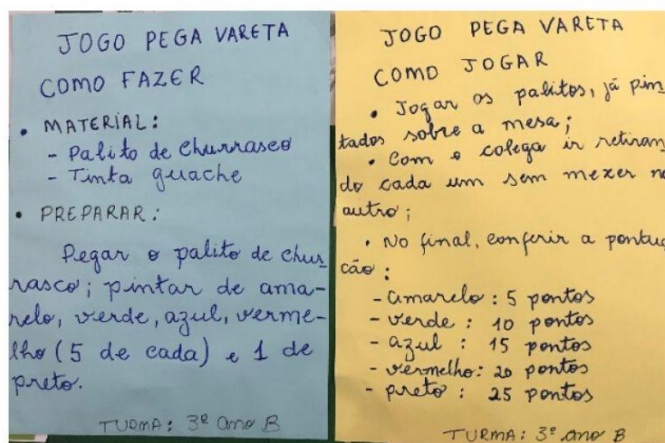 JOGO PEGA VARETA
COMO FAZER
• MATERIAL:
- Palito de Churrasco
- Tinta guache
• PREPARAR:
Pegar o palito de chur
rasco; pintar de ama-
relo, verde, azul, verme-
lho (5 de cada) e 1 de
preto.
TURMA: 3º ano B
JOGO PEGA VARETA
COMO JOGAR
• Jogar os palitos, já pin
tados sobre a mesa;
• Com o colega ir retiran
do cada um sem mexer no
outro;
• No final, conferir a pontua
ção:
- amarelo: 5 pontos
- verde: 10 pontos
- azul: 15 pontos
- vermelho: 20 pontos
- preto: 25 pontos
TURMA: 3º ano B